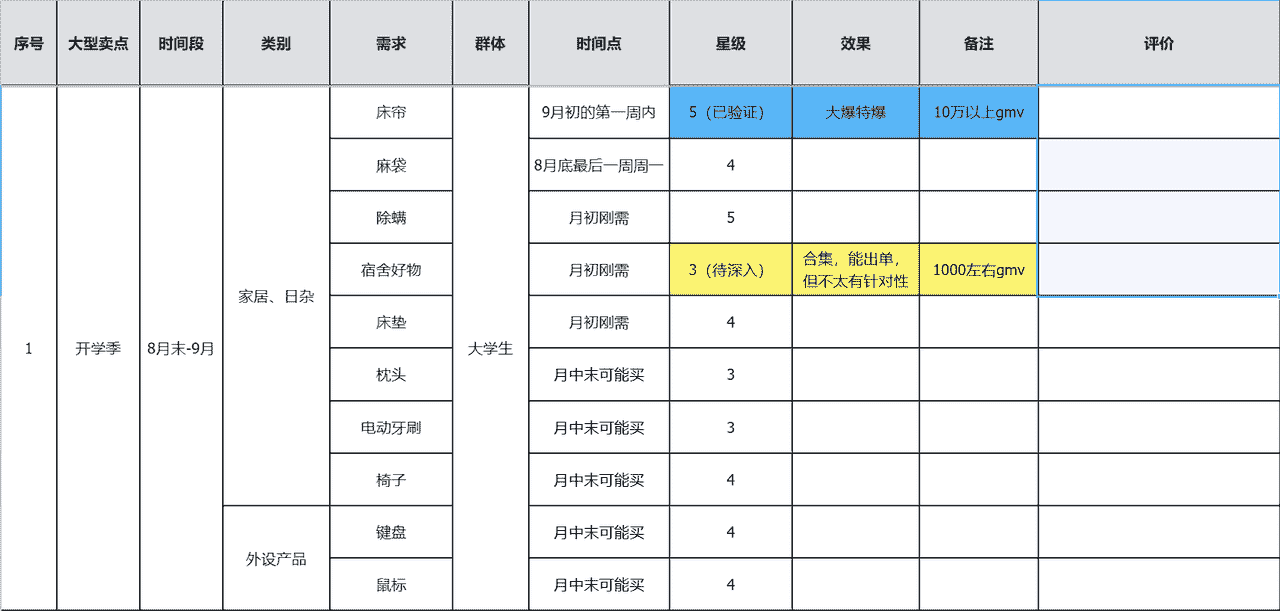 序号 大型卖点 时间段 类别 需求 群体 时间点 星级 效果 备注 评价
床帘 9月初的第一周内 5（已验证） 大爆特爆 10万以上gmv
麻袋 8月底最后一周周一 4
除螨 月初刚需 5
宿舍好物 月初刚需 3（待深入） 合集，能出单，
但不太有针对性 1000左右gmv
家居、日杂
床垫 月初刚需 4
1 开学季 8月末-9月 大学生
枕头 月中末可能买 3
电动牙刷 月中末可能买 3
椅子 月中末可能买 4
键盘 月中末可能买 4
外设产品
鼠标 月中末可能买 4